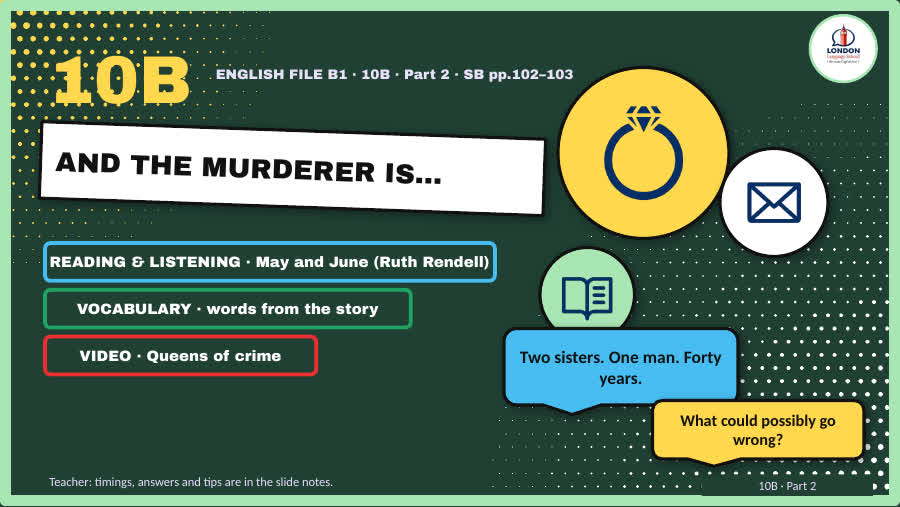 10B
ENGLISH FILE B1 · 10B · Part 2 · SB pp.102–103
LONDON
Language School
AND THE MURDERER IS...
READING & LISTENING · May and June (Ruth Rendell)
VOCABULARY · words from the story
VIDEO · Queens of crime
Two sisters. One man. Forty
years.
What could possibly go
wrong?
Teacher: timings, answers and tips are in the slide notes.
10B · Part 2